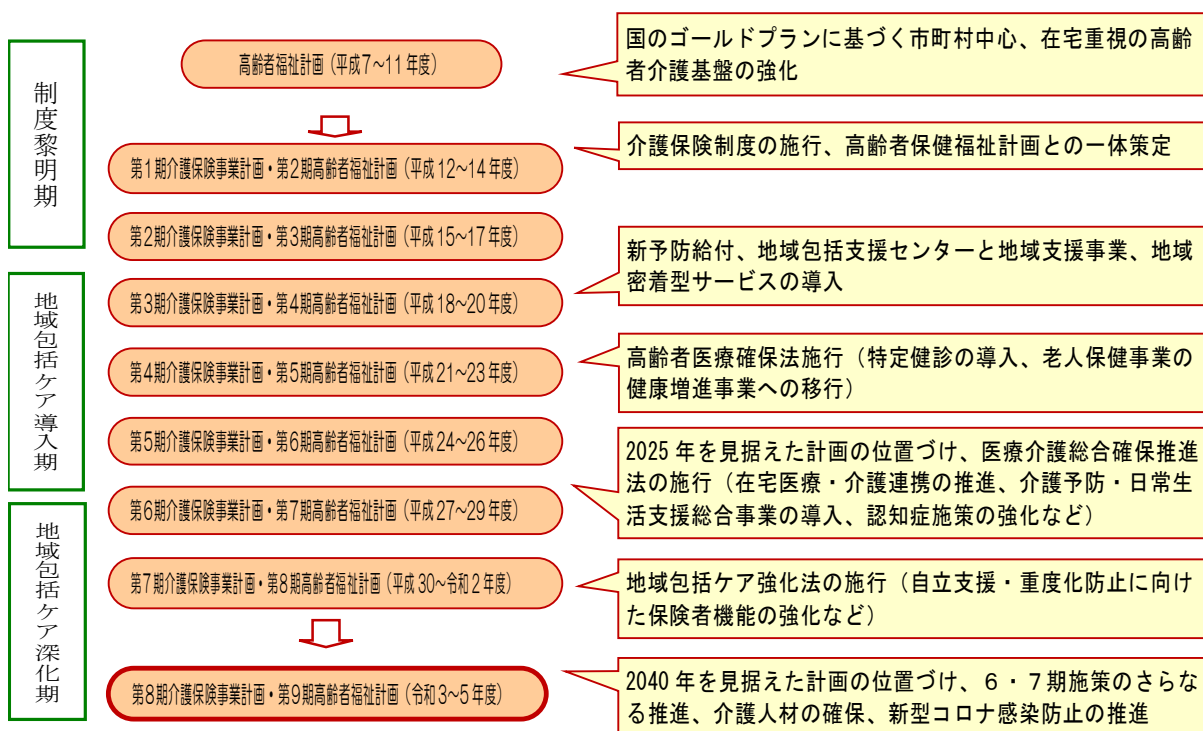 制度黎明期
高齢者福祉計画（平成7～11年度）
国のゴールドプランに基づく市町村中心、在宅重視の高齢
者介護基盤の強化
第1期介護保険事業計画・第2期高齢者福祉計画（平成12～14年度）
介護保険制度の施行、高齢者保健福祉計画との一体策定
第2期介護保険事業計画・第3期高齢者福祉計画（平成15～17年度）
地域包括ケア導入期
第3期介護保険事業計画・第4期高齢者福祉計画（平成18～20年度）
新予防給付、地域包括支援センターと地域支援事業、地域
密着型サービスの導入
第4期介護保険事業計画・第5期高齢者福祉計画（平成21～23年度）
高齢者医療確保法施行（特定健診の導入、老人保健事業の
健康増進事業への移行）
第5期介護保険事業計画・第6期高齢者福祉計画（平成24～26年度）
第6期介護保険事業計画・第7期高齢者福祉計画（平成27～29年度）
2025年を見据えた計画の位置づけ、医療介護総合確保推進
法の施行（在宅医療・介護連携の推進、介護予防・日常生
活支援総合事業の導入、認知症施策の強化など）
地域包括ケア深化期
第7期介護保険事業計画・第8期高齢者福祉計画（平成30～令和2年度）
地域包括ケア強化法の施行（自立支援・重度化防止に向け
た保険者機能の強化など）
第8期介護保険事業計画・第9期高齢者福祉計画（令和3～5年度）
2040年を見据えた計画の位置づけ、６・７期施策のさらな
る推進、介護人材の確保、新型コロナ感染防止の推進